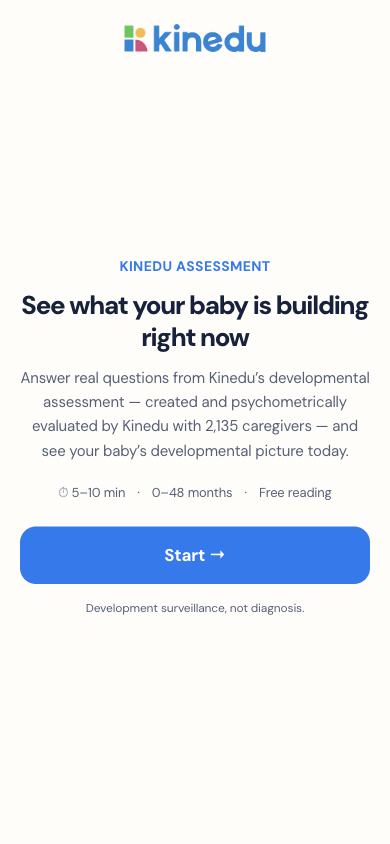 kinedu
KINEDU ASSESSMENT
See what your baby is building
right now
Answer real questions from Kinedu’s developmental
assessment — created and psychometrically
evaluated by Kinedu with 2,135 caregivers — and
see your baby’s developmental picture today.
⏱ 5–10 min · 0–48 months · Free reading
Start →
Development surveillance, not diagnosis.